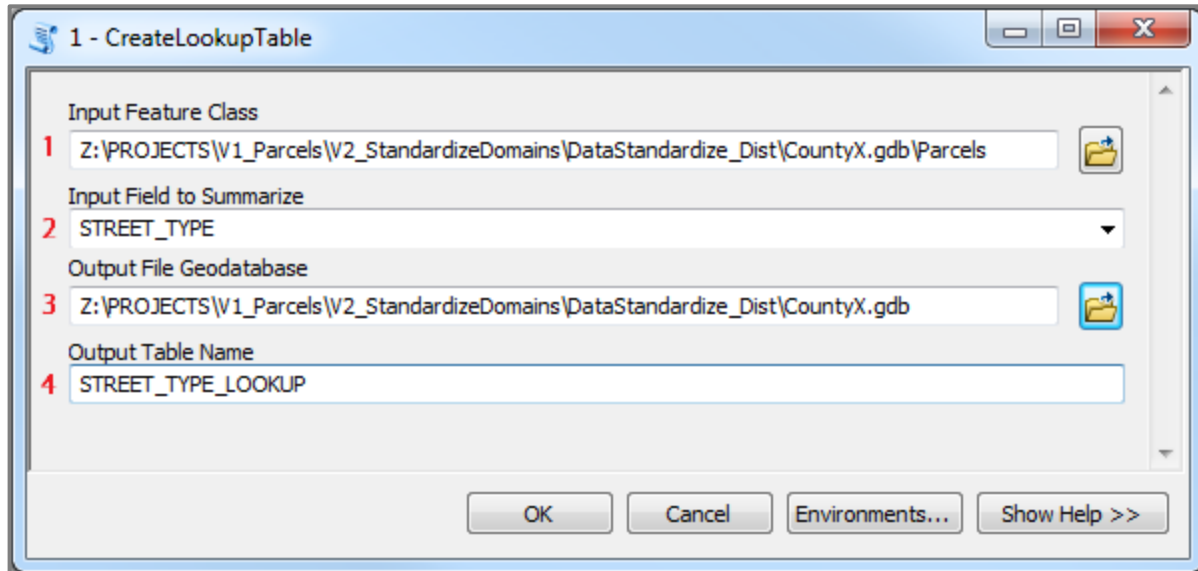 1 - CreateLookupTable
Input Feature Class
1 Z:\PROJECTS\V1_Parcels\V2_StandardizeDomains\DataStandardize_Dist\CountyX.gdb\Parcels
Input Field to Summarize
2 STREET_TYPE
Output File Geodatabase
3 Z:\PROJECTS\V1_Parcels\V2_StandardizeDomains\DataStandardize_Dist\CountyX.gdb
Output Table Name
4 STREET_TYPE_LOOKUP
OK Cancel Environments... Show Help >>